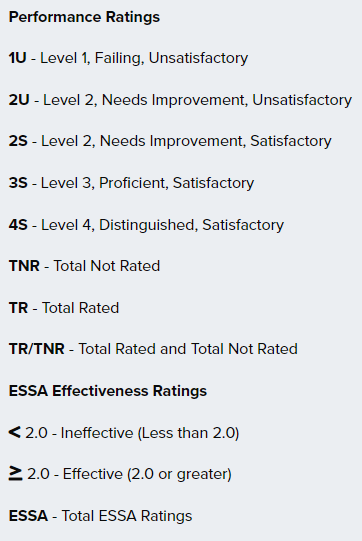 Performance Ratings
1U - Level 1, Failing, Unsatisfactory
2U - Level 2, Needs Improvement, Unsatisfactory
2S - Level 2, Needs Improvement, Satisfactory
3S - Level 3, Proficient, Satisfactory
4S - Level 4, Distinguished, Satisfactory
TNR - Total Not Rated
TR - Total Rated
TR/TNR - Total Rated and Total Not Rated
ESSA Effectiveness Ratings
< 2.0 - Ineffective (Less than 2.0)
≥ 2.0 - Effective (2.0 or greater)
ESSA - Total ESSA Ratings